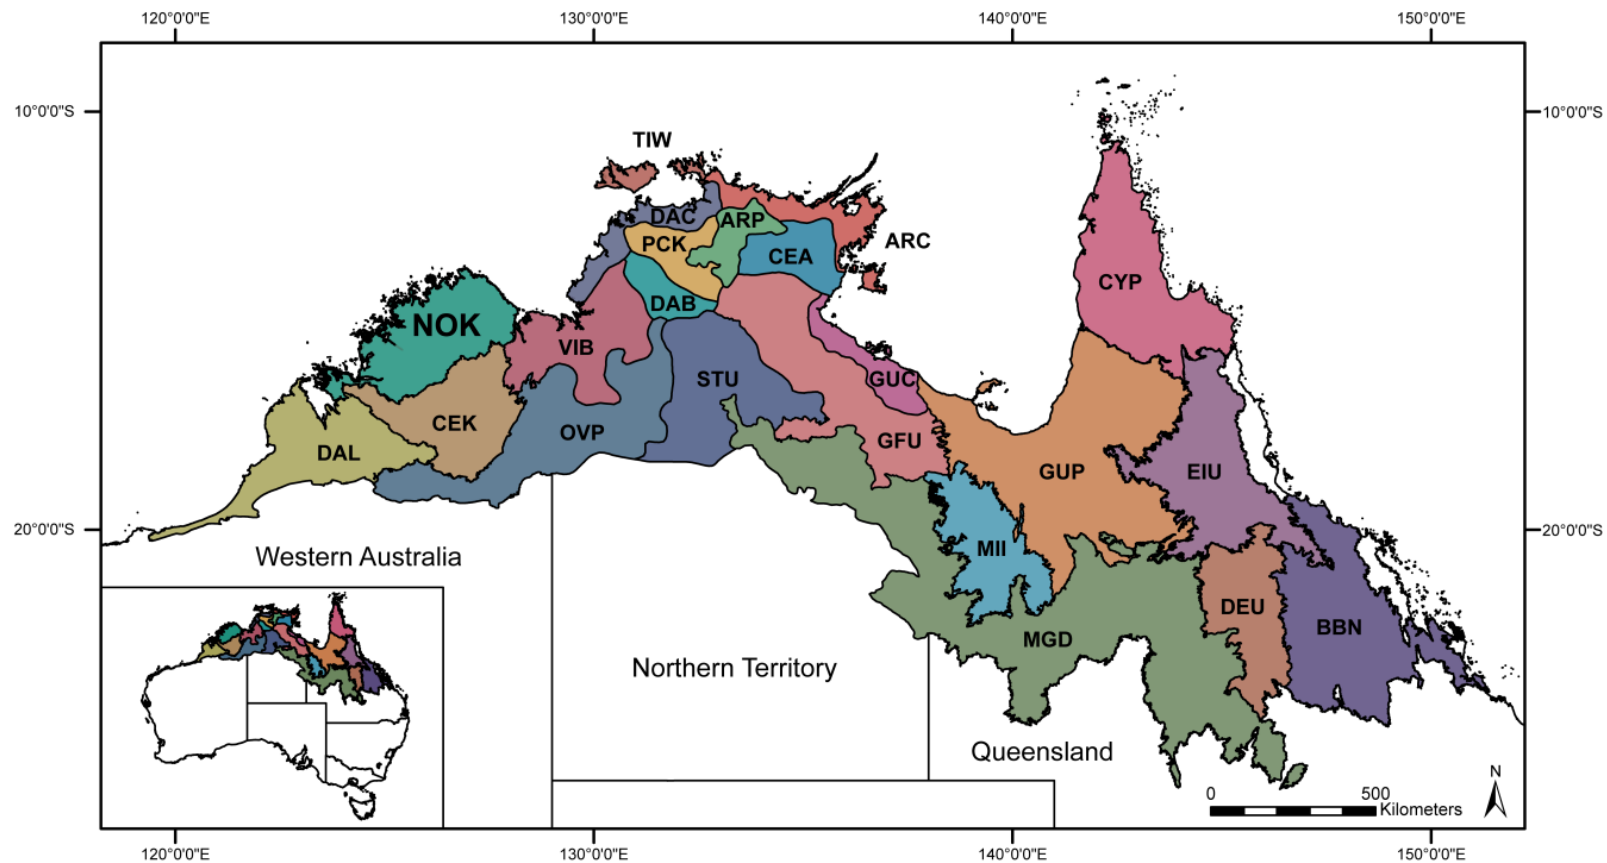 120°0'0"E 130°0'0"E 140°0'0"E 150°0'0"E
10°0'0"S 10°0'0"S
TIW
DAC ARP
PCK ARC
CEA
CYP
DAB
NOK
VIB
STU GUC
CEK
OVP
DAL GFU
GUP EIU
20°0'0"S 20°0'0"S
MII
Western Australia
DEU
BBN
MGD
Northern Territory
Queensland
N
0 500
Kilometers
120°0'0"E 130°0'0"E 140°0'0"E 150°0'0"E